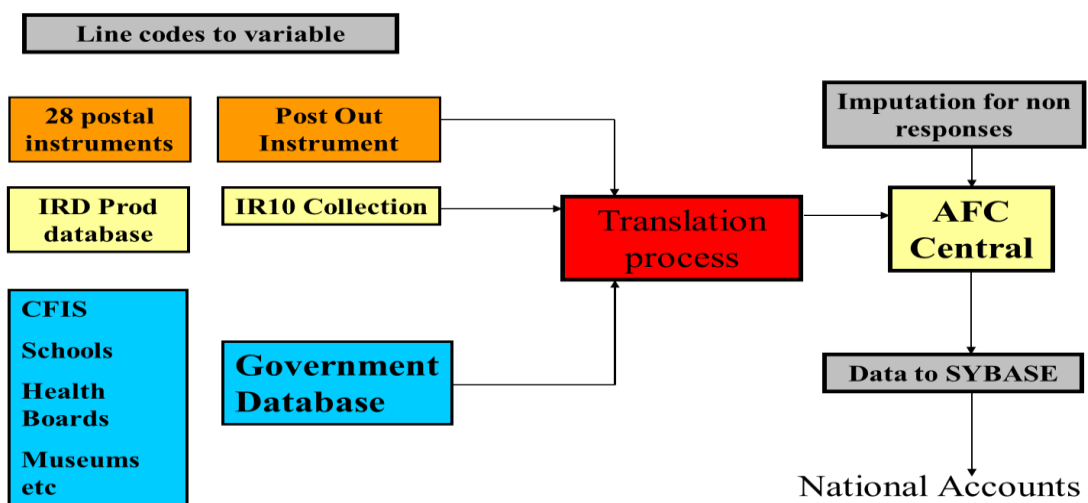 Line codes to variable
28 postal
instruments
Post Out
Instrument
Imputation for non
responses
IRD Prod
database
IR10 Collection
Translation
process
AFC
Central
CFIS
Schools
Health
Boards
Museums
etc
Government
Database
Data to SYBASE
National Accounts